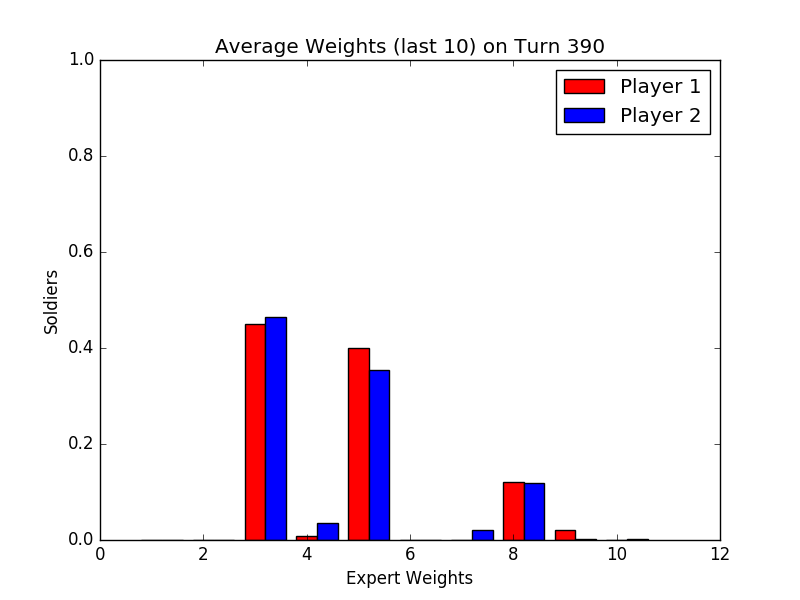 Average Weights (last 10) on Turn 390
1.0
0.8
0.6
0.4
0.2
0.0
Soldiers
Player 1
Player 2
0 2 4 6 8 10 12
Expert Weights